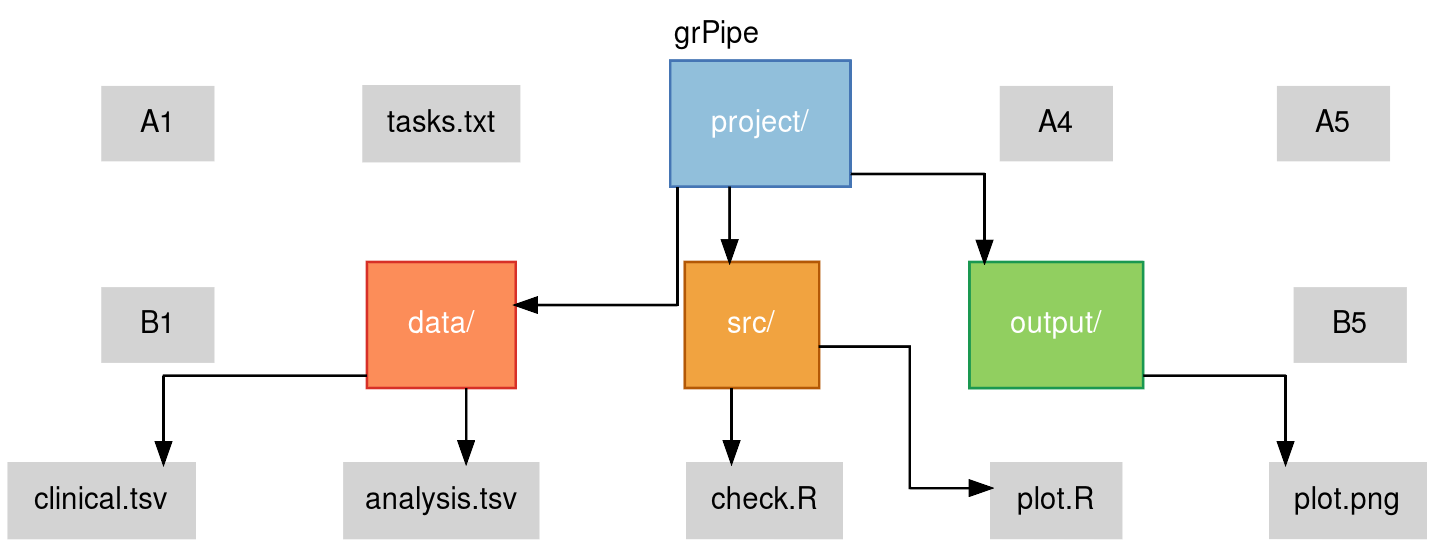 grPipe
A1
tasks.txt
project/
A4
A5
B1
data/
src/
output/
B5
clinical.tsv
analysis.tsv
check.R
plot.R
plot.png